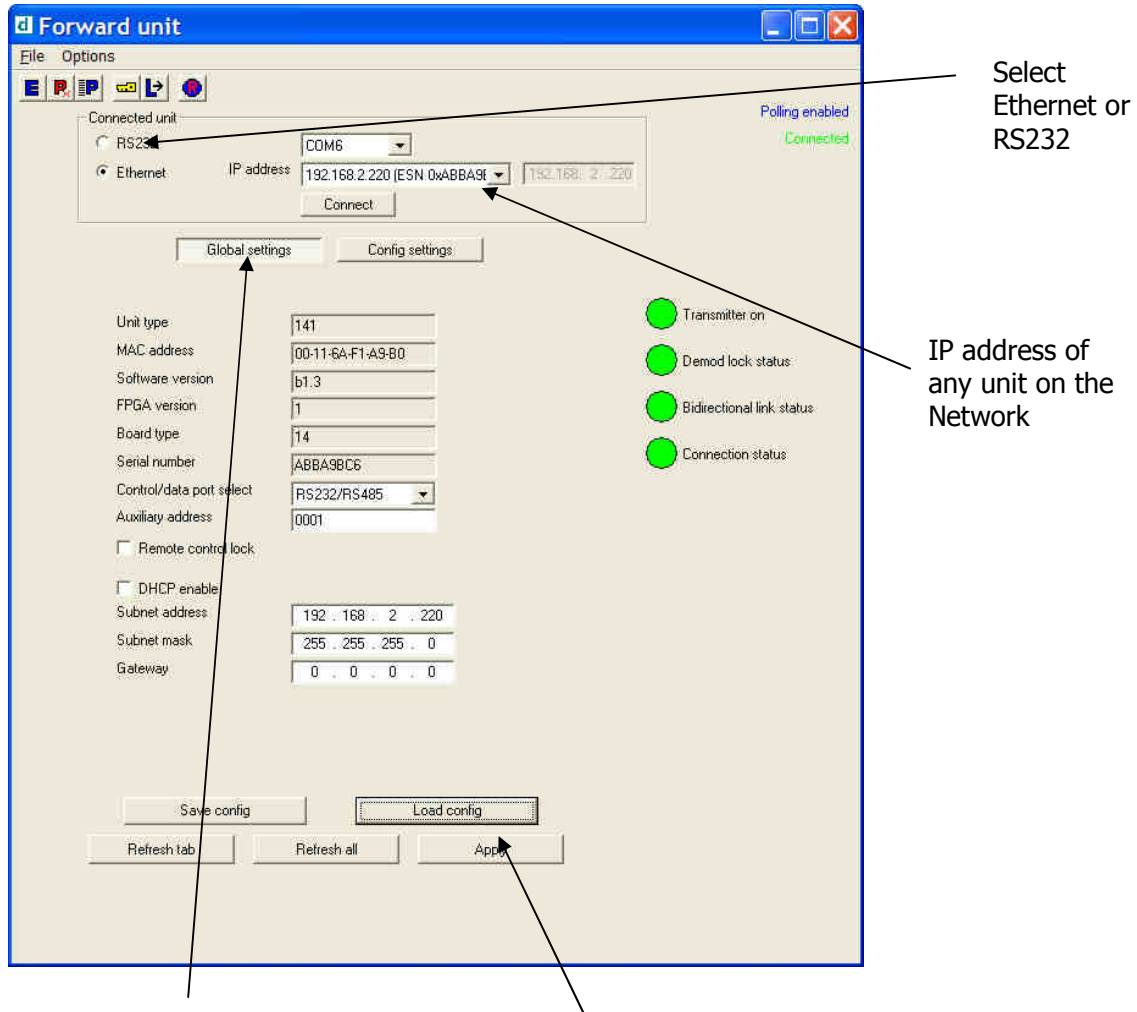 Forward unit
File Options
E P P L R
Polling enabled
Connected
Connected unit
RS232
COM6
Ethernet
IP address
192.168.2.220 (ESN 0xABBA9
192.168. 2 .220
Connect
Global settings
Config settings
Unit type
141
MAC address
00-11-6A-F1-A9-B0
Software version
b1.3
FPGA version
1
Board type
14
Serial number
ABBA9BC6
Control/data port select
RS232/RS485
Auxiliary address
0001
Remote control lock
DHCP enable
Subnet address
192 . 168 . 2 . 220
Subnet mask
255 . 255 . 255 . 0
Gateway
0 . 0 . 0 . 0
Transmitter on
Demod lock status
Bidirectional link status
Connection status
Save config
Load config
Refresh tab
Refresh all
Apply
Select
Ethernet or
RS232
IP address of
any unit on the
Network